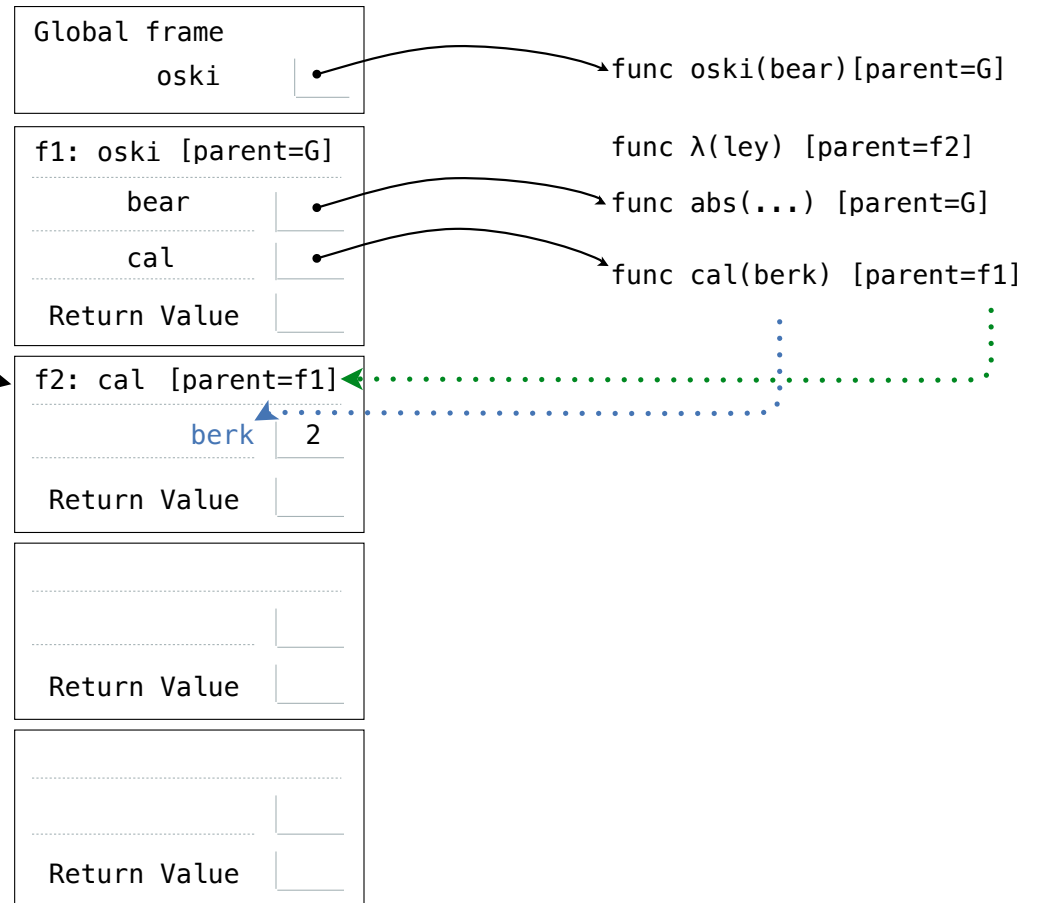 Global frame
oski
func oski(bear)[parent=G]
f1: oski [parent=G]
func λ(ley) [parent=f2]
bear
func abs(...) [parent=G]
cal
func cal(berk) [parent=f1]
Return Value
f2: cal [parent=f1]
berk 2
Return Value
Return Value
Return Value